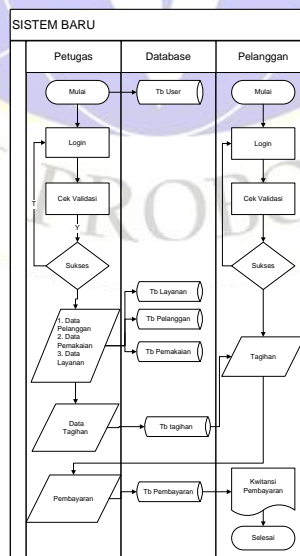 SISTEM BARU
Petugas
Database
Pelanggan
Mulai
Tb User
Mulai
Login
Login
Cek Validasi
Cek Validasi
T
Y
Sukses
Sukses
1. Data
Pelanggan
2. Data
Pemakaian
3. Data
Layanan
Tb Layanan
Tb Pelanggan
Tb Pemakaian
Tagihan
Data
Tagihan
Tb tagihan
Pembayaran
Tb Pembayaran
Kwitansi
Pembayaran
Selesai
PROBO